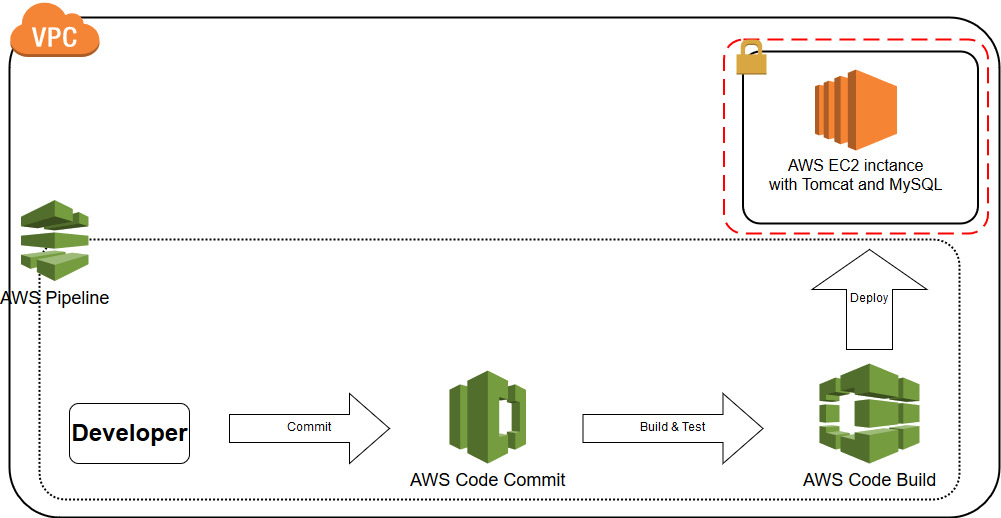 VPC
AWS EC2 inctance
with Tomcat and MySQL
AWS Pipeline
Deploy
Developer
Commit
Build & Test
AWS Code Commit
AWS Code Build